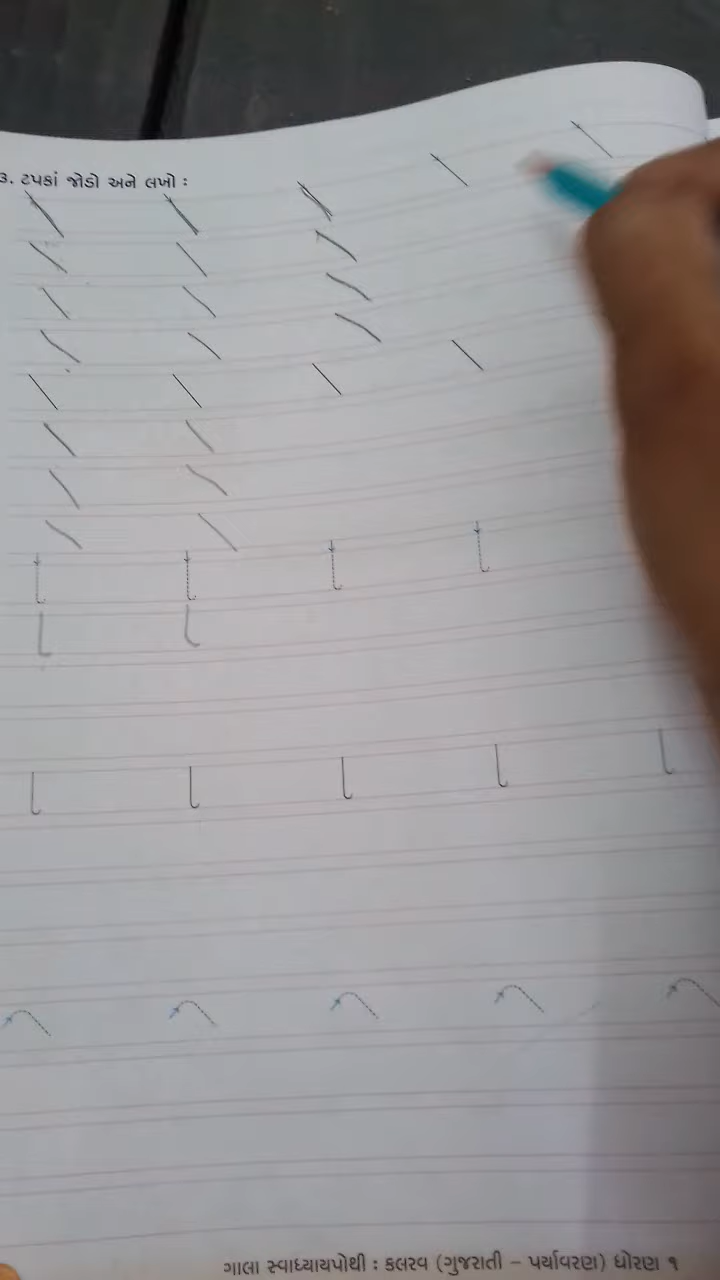 ૩. ટપકાં જોડો અને લખો :
ગાલા સ્વાધ્યાયપોથી : કલરવ (ગુજરાતી – પર્યાવરણ) ધોરણ ૧